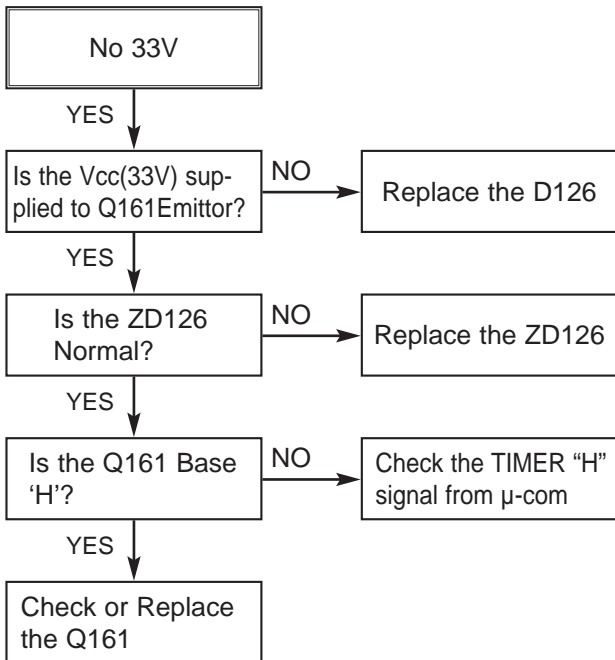 No 33V
YES
Is the Vcc(33V) sup-
plied to Q161Emittor?
NO
Replace the D126
YES
Is the ZD126
Normal?
NO
Replace the ZD126
YES
Is the Q161 Base
‘H’?
NO
Check the TIMER “H”
signal from µ-com
YES
Check or Replace
the Q161